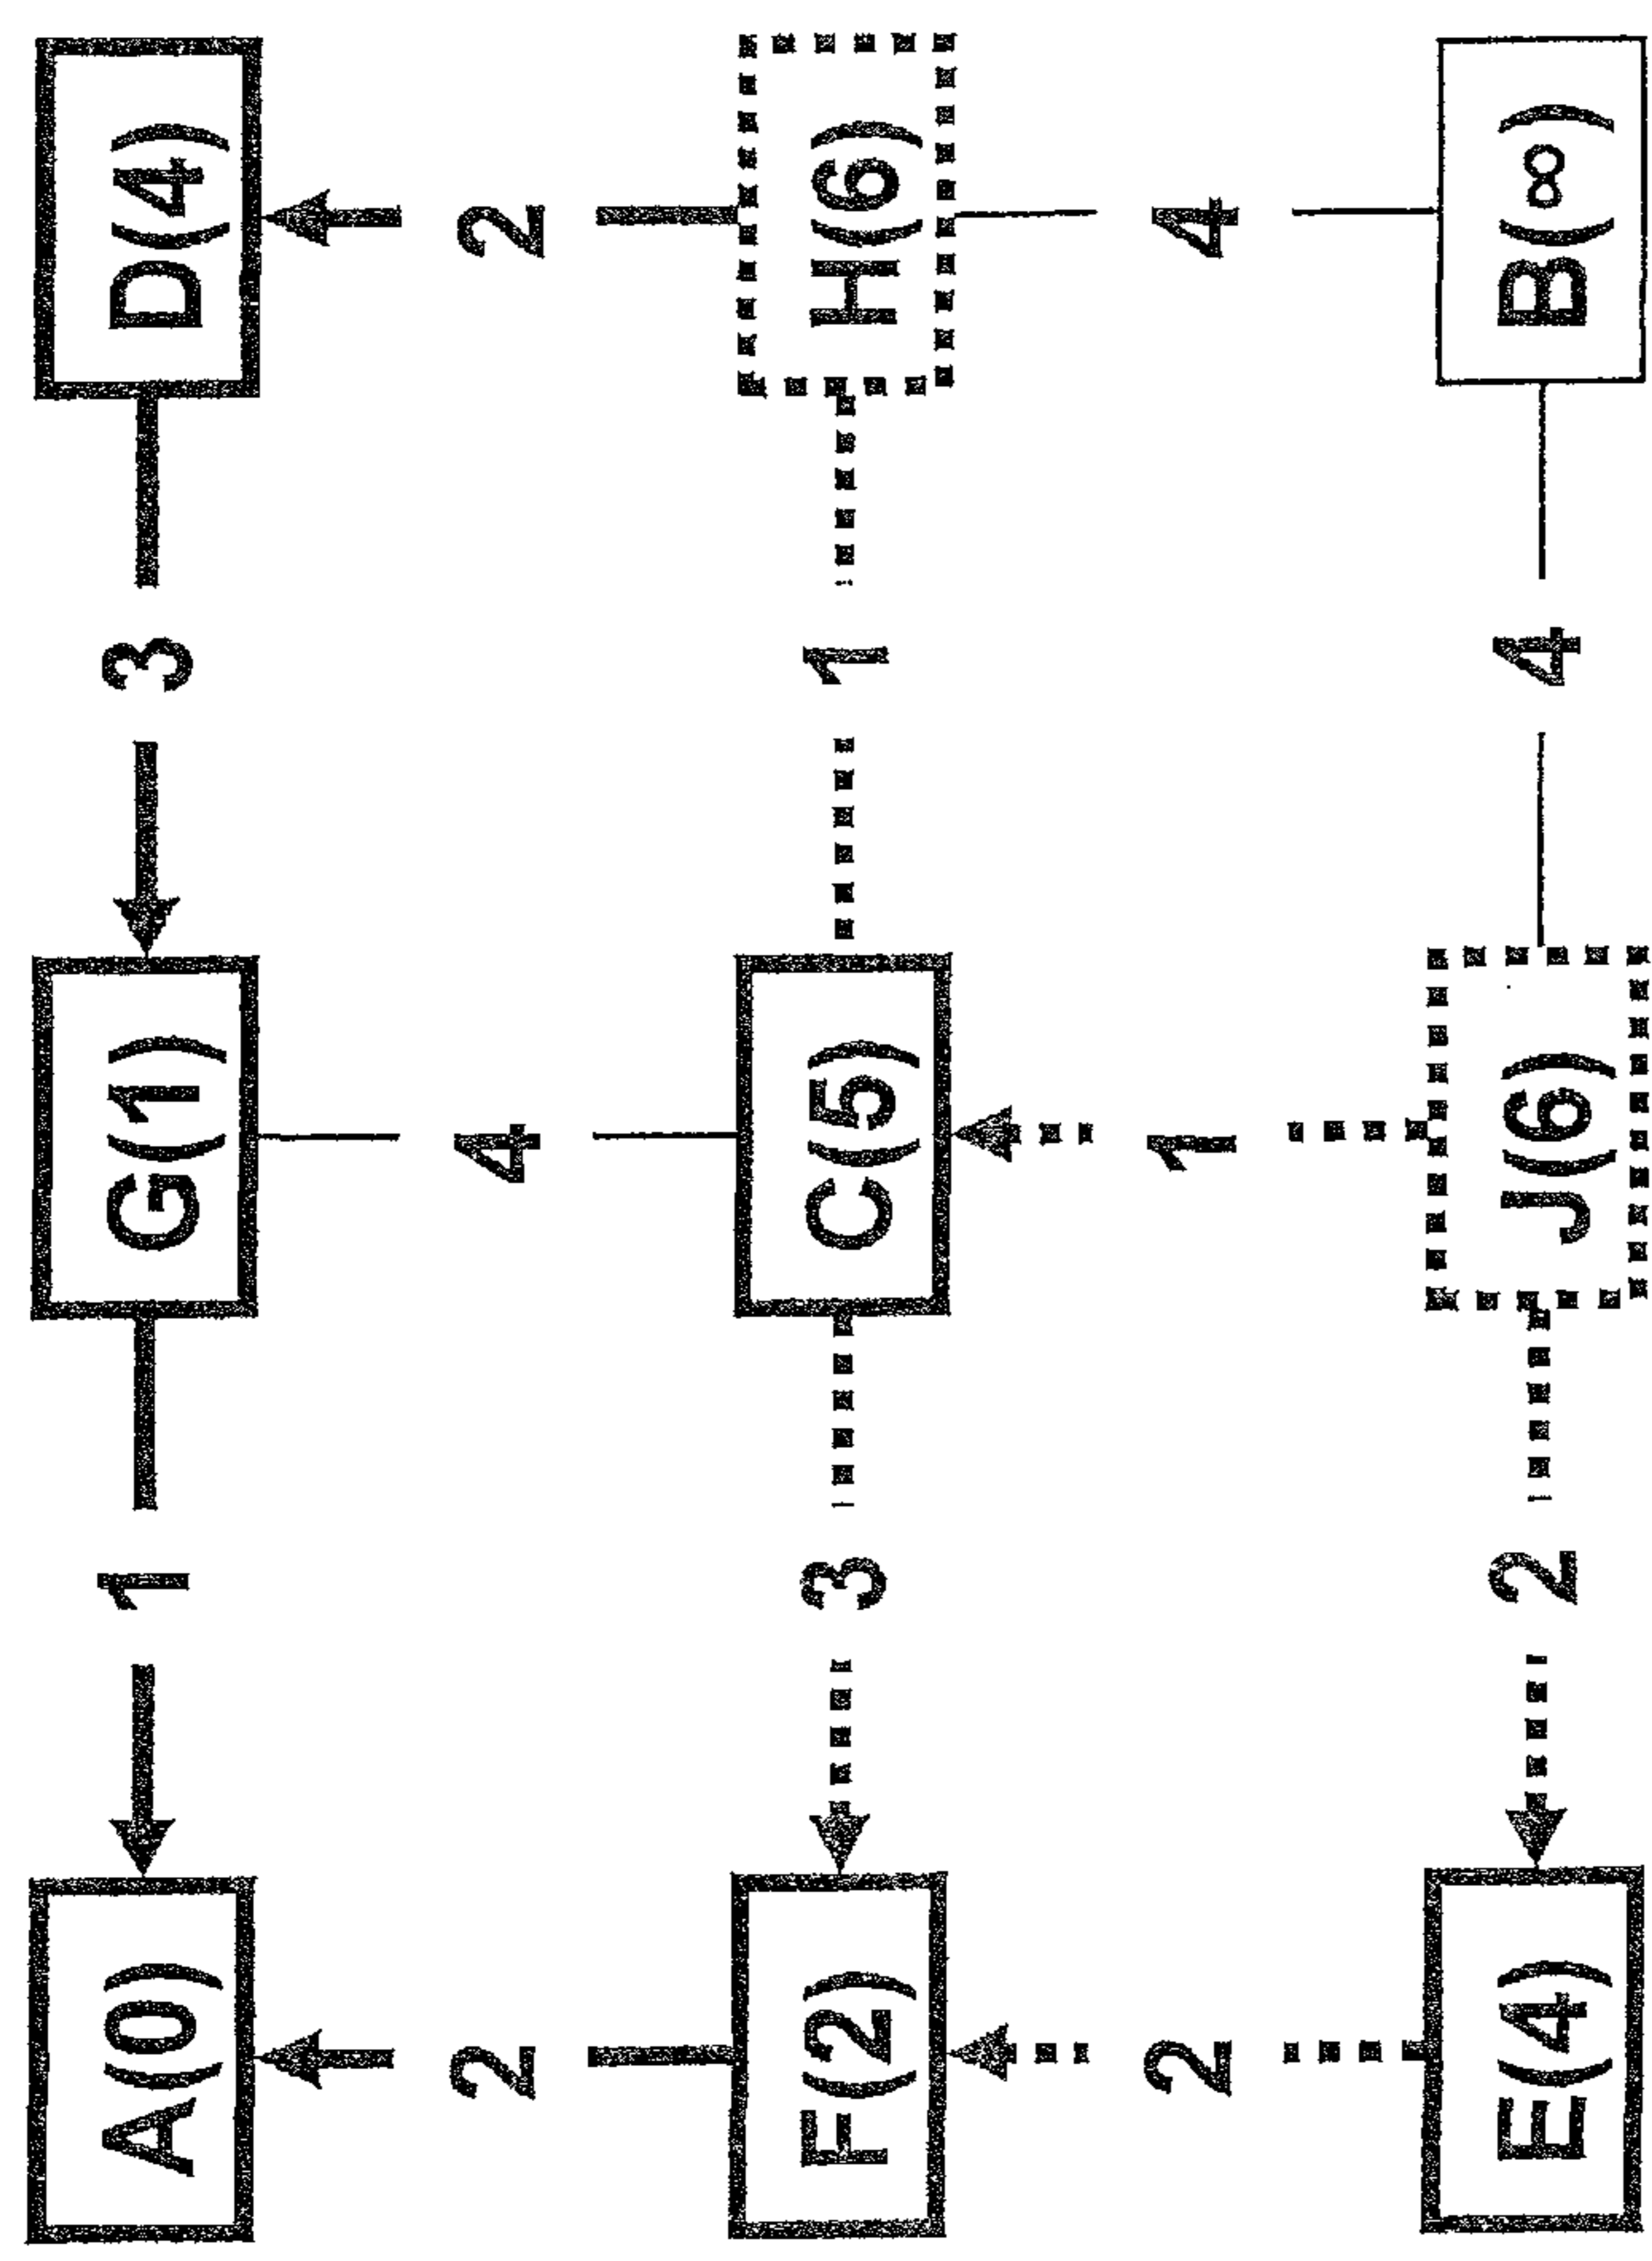 A(0) 1 G(1) 3 D(4)
2 4 2
F(2) 3 C(5) 1 H(6)
2 1 4
E(4) 2 J(6) 4 B(∞)